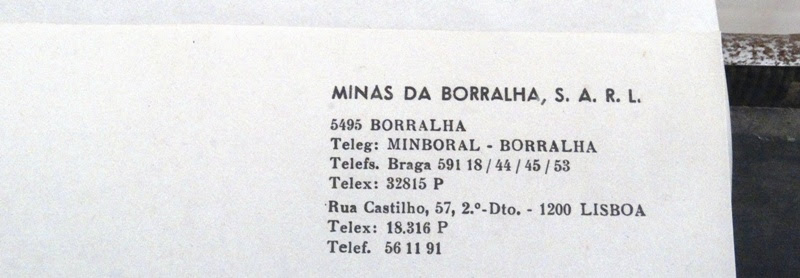 MINAS DA BORRALHA, S. A. R. L.
5495 BORRALHA
Teleg: MINBORAL - BORRALHA
Telefs. Braga 591 18 / 44 / 45 / 53
Telex: 32815 P
Rua Castilho, 57, 2.º-Dto. - 1200 LISBOA
Telex: 18.316 P
Telef. 56 11 91